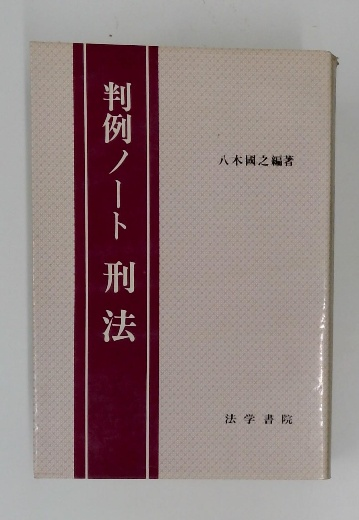 判例ノート 刑法
八木國之編著
法学書院